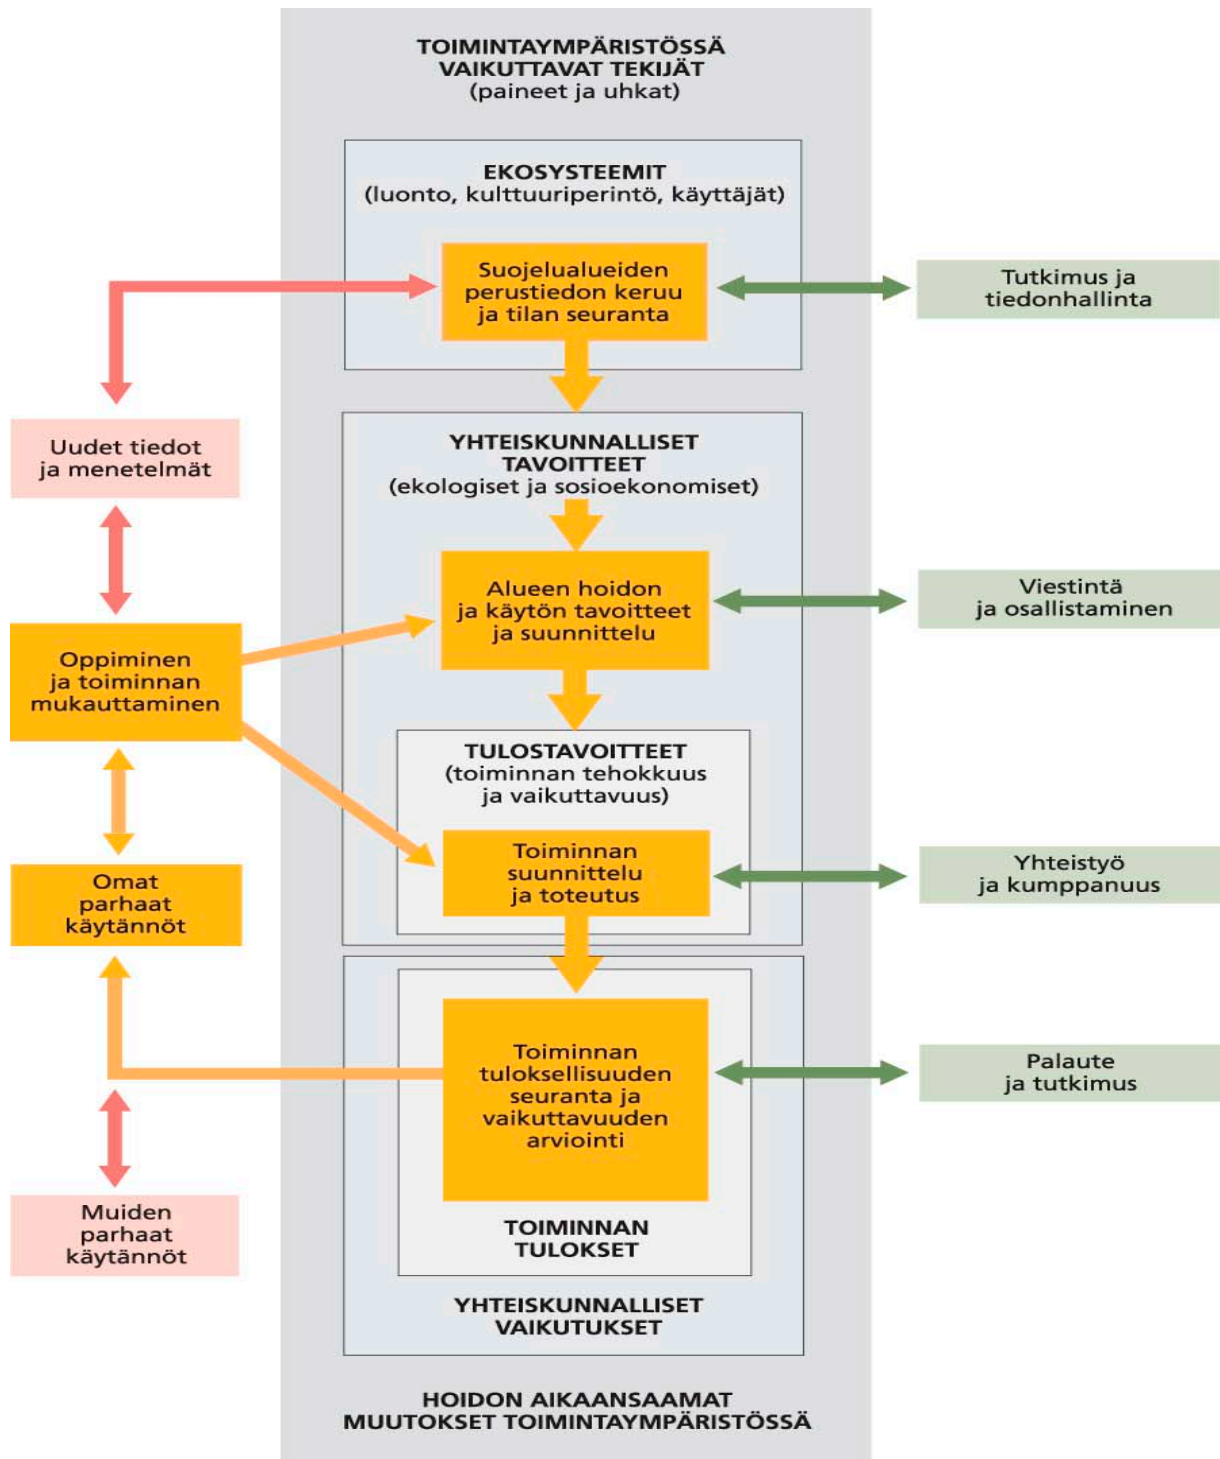 TOIMINTAYMPÄRISTÖSSÄ
VAIKUTTAVAT TEKIJÄT
(paineet ja uhkat)
EKOSYSTEEMIT
(luonto, kulttuuriperintö, käyttäjät)
Suojelualueiden
perustiedon keruu
ja tilan seuranta
Tutkimus ja
tiedonhallinta
Uudet tiedot
ja menetelmät
YHTEISKUNNALLISET
TAVOITTEET
(ekologiset ja sosioekonomiset)
Alueen hoidon
ja käytön tavoitteet
ja suunnittelu
Viestintä
ja osallistaminen
Oppiminen
ja toiminnan
mukauttaminen
TULOSTAVOITTEET
(toiminnan tehokkuus
ja vaikuttavuus)
Toiminnan
suunnittelu
ja toteutus
Yhteistyö
ja kumppanuus
Omat
parhaat
käytännöt
Toiminnan
tuloksellisuuden
seuranta ja
vaikuttavuuden
arviointi
Palaute
ja tutkimus
Muiden
parhaat
käytännöt
TOIMINNAN
TULOKSET
YHTEISKUNNALLISET
VAIKUTUKSET
HOIDON AIKAANSAAMAT
MUUTOKSET TOIMINTAYMPÄRISTÖSSÄ